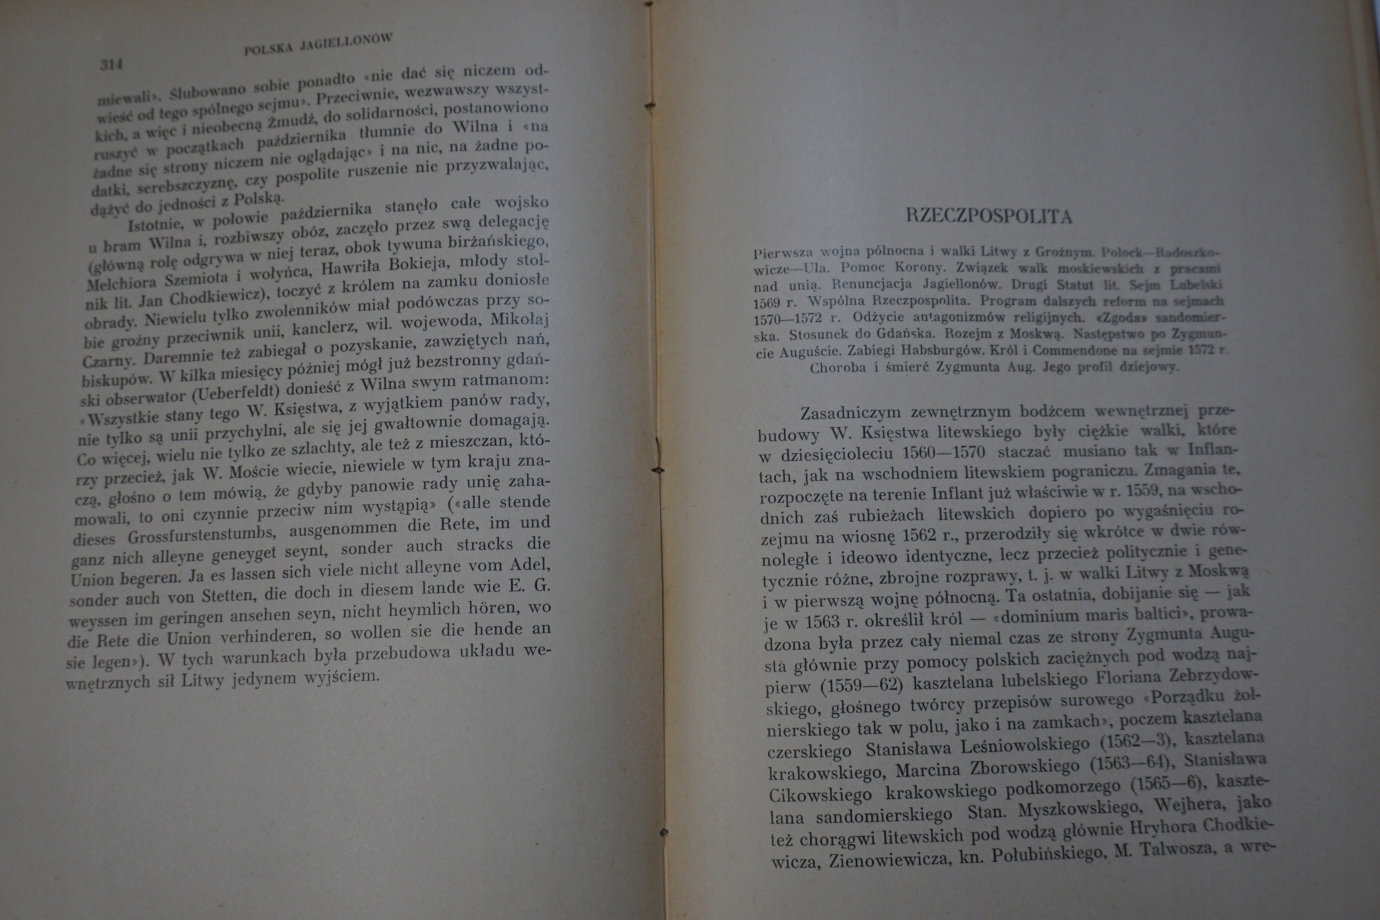 314
POLSKA JAGIELLONÓW
miewali». Ślubowano sobie ponadto «nie dać się niczem od-
wieść od tego spólnego sejmu». Przeciwnie, wezwawszy wszyst-
kich, a więc i nieobecną Żmudź, do solidarności, postanowiono
ruszyć w początkach października tłumnie do Wilna i «na
żadne się strony niczem nie oglądając» i na nic, na żadne po-
datki, serebszczyznę, czy pospolite ruszenie nie przyzwalając,
dążyć do jedności z Polską.
Istotnie, w połowie października stanęło całe wojsko
u bram Wilna i, rozbiwszy obóz, zaczęło przez swą delegację
(główną rolę odgrywa w niej teraz, obok tywuna birżańskiego,
Melchiora Szemiota i wołyńca, Hawriła Bokieja, młody stol-
nik lit. Jan Chodkiewicz), toczyć z królem na zamku doniosłe
obrady. Niewielu tylko zwolenników miał podówczas przy so-
bie groźny przeciwnik unii, kanclerz, wil. wojewoda, Mikołaj
Czarny. Daremnie też zabiegał o pozyskanie, zawziętych nań,
biskupów. W kilka miesięcy później mógł już bezstronny gdań-
ski obserwator (Ueberfeldt) donieść z Wilna swym ratmanom:
«Wszystkie stany tego W. Księstwa, z wyjątkiem panów rady,
nie tylko są unii przychylni, ale się jej gwałtownie domagają.
Co więcej, wielu nie tylko ze szlachty, ale też z mieszczan, któ-
rzy przecież, jak W. Moście wiecie, niewiele w tym kraju zna-
czą, głośno o tem mówią, że gdyby panowie rady unię zaha-
mowali, to oni czynnie przeciw nim wystąpią» («alle stende
dieses Grossfurstenstumbs, ausgenommen die Rete, im und
ganz nich alleyne geneyget seynt, sonder auch stracks die
Union begeren. Ja es lassen sich viele nicht alleyne vom Adel,
sonder auch von Stetten, die doch in diesem lande wie E. G.
weyssen im geringen ansehen seyn, nicht heymlich hören, wo
die Rete die Union verhinderen, so wollen sie die hende an
sie legen»). W tych warunkach była przebudowa układu we-
wnętrznych sił Litwy jedynem wyjściem.
RZECZPOSPOLITA
Pierwsza wojna północna i walki Litwy z Groźnym. Połock—Radoszko-
wicze—Ula. Pomoc Korony. Związek walk moskiewskich z pracami
nad unią. Renuncjacja Jagiellonów. Drugi Statut lit. Sejm Lubelski
1569 r. Wspólna Rzeczpospolita. Program dalszych reform na sejmach
1570—1572 r. Odżycie antagonizmów religijnych. «Zgoda» sandomier-
ska. Stosunek do Gdańska. Rozejm z Moskwą. Następstwo po Zygmun-
cie Auguście. Zabiegi Habsburgów. Król i Commendone na sejmie 1572 r.
Choroba i śmierć Zygmunta Aug. Jego profil dziejowy.
Zasadniczym zewnętrznym bodźcem wewnętrznej prze-
budowy W. Księstwa litewskiego były ciężkie walki, które
w dziesięcioleciu 1560—1570 staczać musiano tak w Inflan-
tach, jak na wschodniem litewskiem pograniczu. Zmagania te,
rozpoczęte na terenie Inflant już właściwie w r. 1559, na wscho-
dnich zaś rubieżach litewskich dopiero po wygaśnięciu ro-
zejmu na wiosnę 1562 r., przerodziły się wkrótce w dwie rów-
noległe i ideowo identyczne, lecz przecież politycznie i gene-
tycznie różne, zbrojne rozprawy, t. j. w walki Litwy z Moskwą
i w pierwszą wojnę północną. Ta ostatnia, dobijanie się — jak
je w 1563 r. określił król — «dominium maris baltici», prowa-
dzona była przez cały niemal czas ze strony Zygmunta Augu-
sta głównie przy pomocy polskich zaciężnych pod wodzą naj-
pierw (1559—62) kasztelana lubelskiego Floriana Zebrzydow-
skiego, głośnego twórcy przepisów surowego «Porządku żoł-
nierskiego tak w polu, jako i na zamkach», poczem kasztelana
czerskiego Stanisława Leśniowolskiego (1562—3), kasztelana
krakowskiego, Marcina Zborowskiego (1563—64), Stanisława
Cikowskiego krakowskiego podkomorzego (1565—6), kaszte-
lana sandomierskiego Stan. Myszkowskiego, Wejhera, jako
też chorągwi litewskich pod wodzą głównie Hryhora Chodkie-
wicza, Zienowiewicza, kn. Połubińskiego, M. Talwosza, a wre-